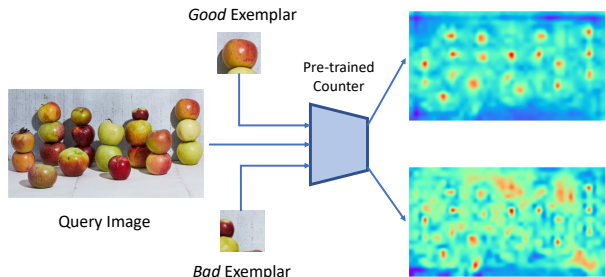 Good Exemplar
Pre-trained
Counter
Query Image
Bad Exemplar